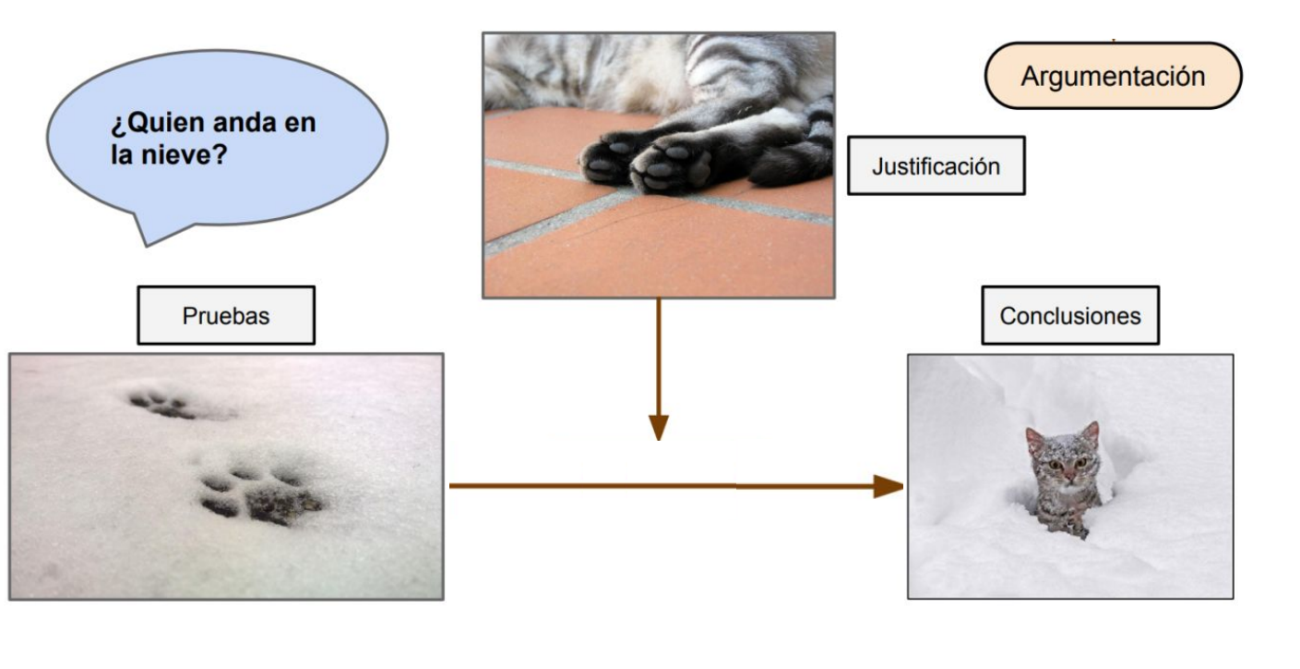 ¿Quien anda en
la nieve?
Argumentación
Justificación
Pruebas
Conclusiones